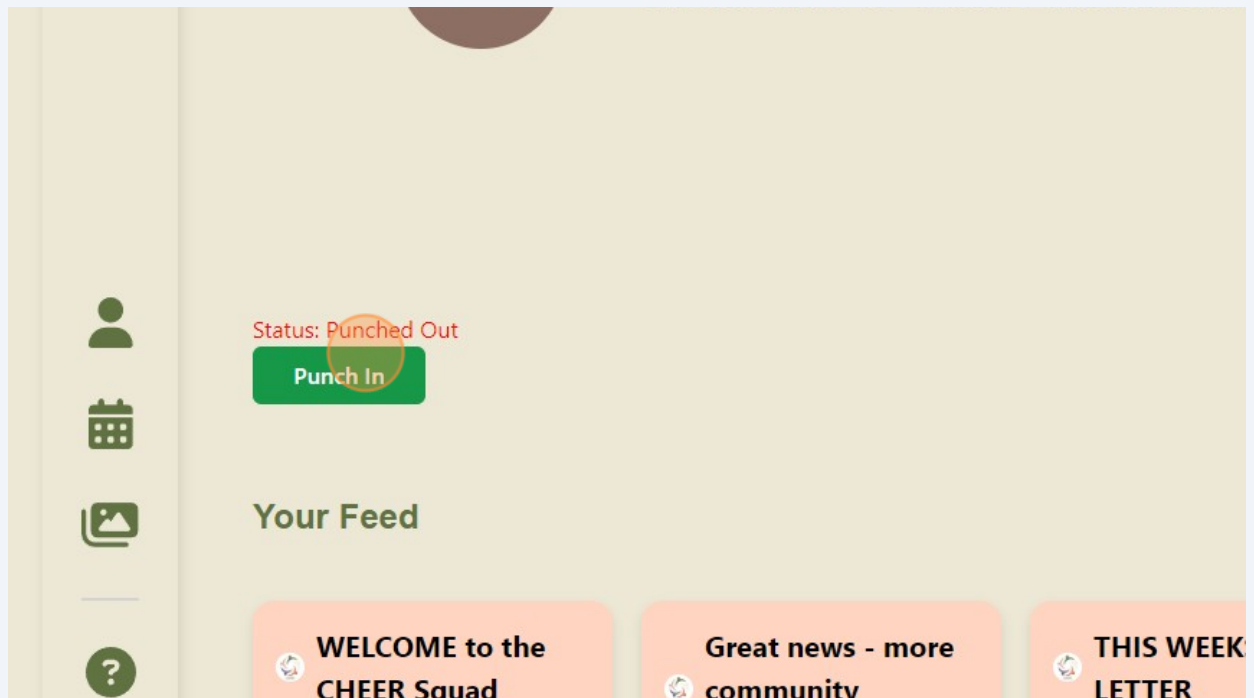 Status: Punched Out
Punch In
Your Feed
WELCOME to the
CHEER Squad
Great news - more
community
THIS WEEK
LETTER